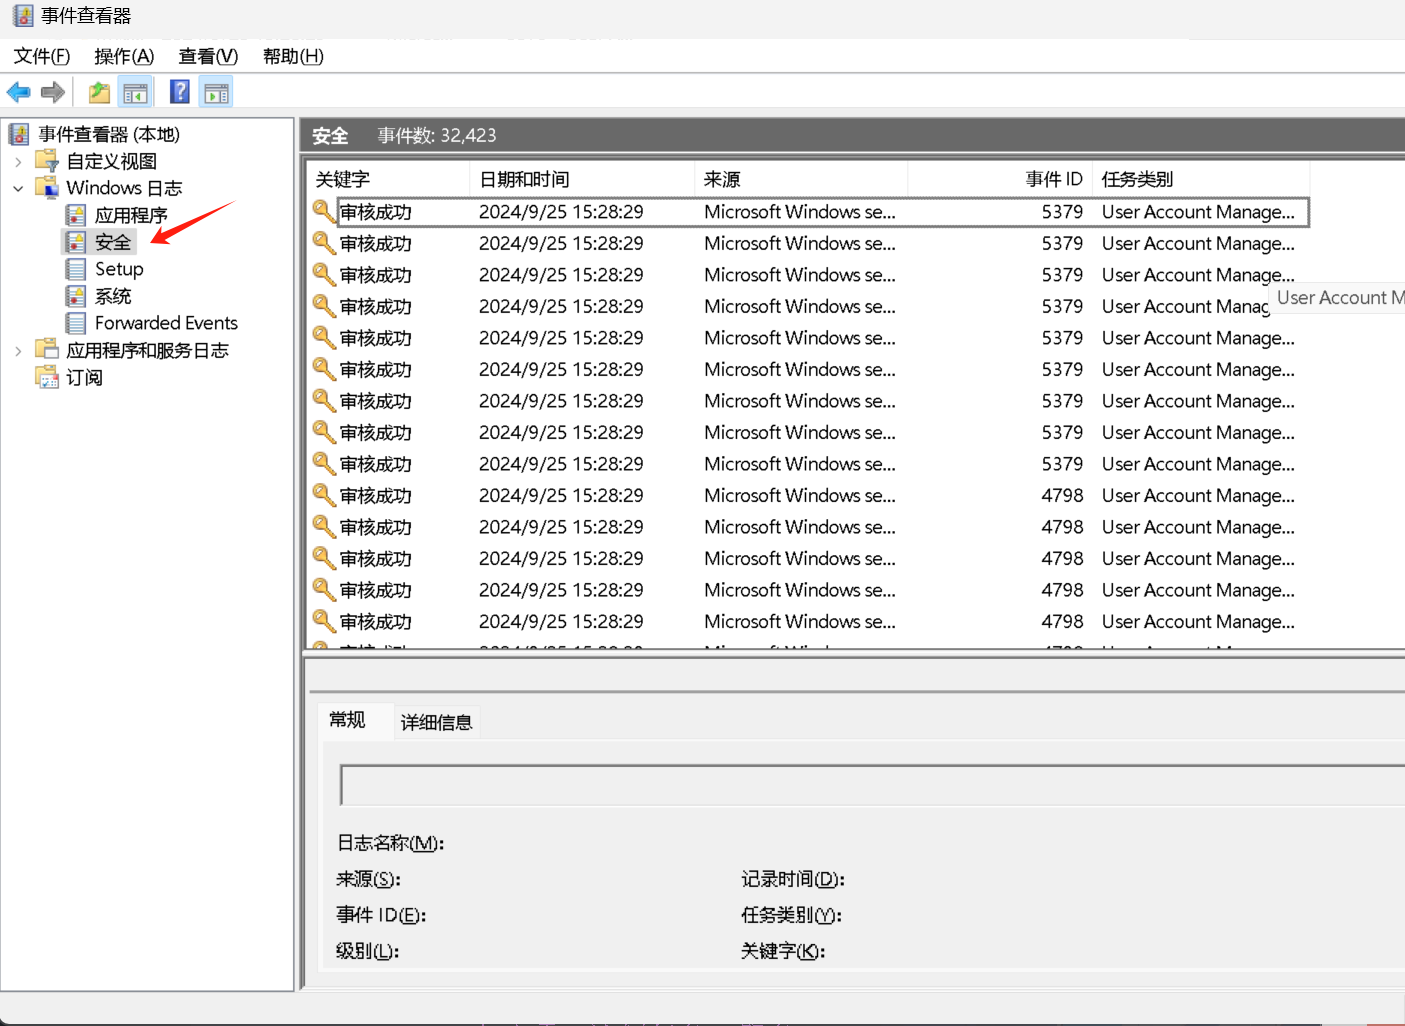 事件查看器
文件(F) 操作(A) 查看(V) 帮助(H)
事件查看器 (本地)
自定义视图
Windows 日志
应用程序
安全
Setup
系统
Forwarded Events
应用程序和服务日志
订阅
安全 事件数: 32,423
关键字 日期和时间 来源 事件 ID 任务类别
审核成功 2024/9/25 15:28:29 Microsoft Windows se... 5379 User Account Manage...
审核成功 2024/9/25 15:28:29 Microsoft Windows se... 5379 User Account Manage...
审核成功 2024/9/25 15:28:29 Microsoft Windows se... 5379 User Account Manage...
审核成功 2024/9/25 15:28:29 Microsoft Windows se... 5379 User Account Manag
User Account M
审核成功 2024/9/25 15:28:29 Microsoft Windows se... 5379 User Account Manage...
审核成功 2024/9/25 15:28:29 Microsoft Windows se... 5379 User Account Manage...
审核成功 2024/9/25 15:28:29 Microsoft Windows se... 5379 User Account Manage...
审核成功 2024/9/25 15:28:29 Microsoft Windows se... 5379 User Account Manage...
审核成功 2024/9/25 15:28:29 Microsoft Windows se... 5379 User Account Manage...
审核成功 2024/9/25 15:28:29 Microsoft Windows se... 4798 User Account Manage...
审核成功 2024/9/25 15:28:29 Microsoft Windows se... 4798 User Account Manage...
审核成功 2024/9/25 15:28:29 Microsoft Windows se... 4798 User Account Manage...
审核成功 2024/9/25 15:28:29 Microsoft Windows se... 4798 User Account Manage...
审核成功 2024/9/25 15:28:29 Microsoft Windows se... 4798 User Account Manage...
常规 详细信息
日志名称(M):
来源(S): 记录时间(D):
事件 ID(E): 任务类别(Y):
级别(L): 关键字(K):